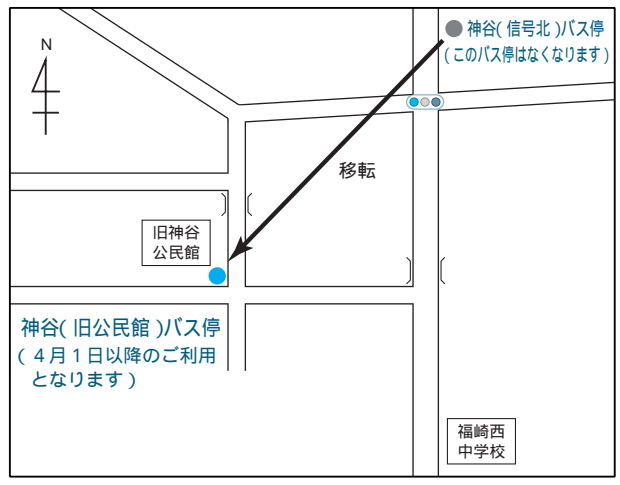 神谷(信号北)バス停
(このバス停はなくなります)
N
移転
旧神谷
公民館
神谷(旧公民館)バス停
(4月1日以降のご利用
となります)
福崎西
中学校